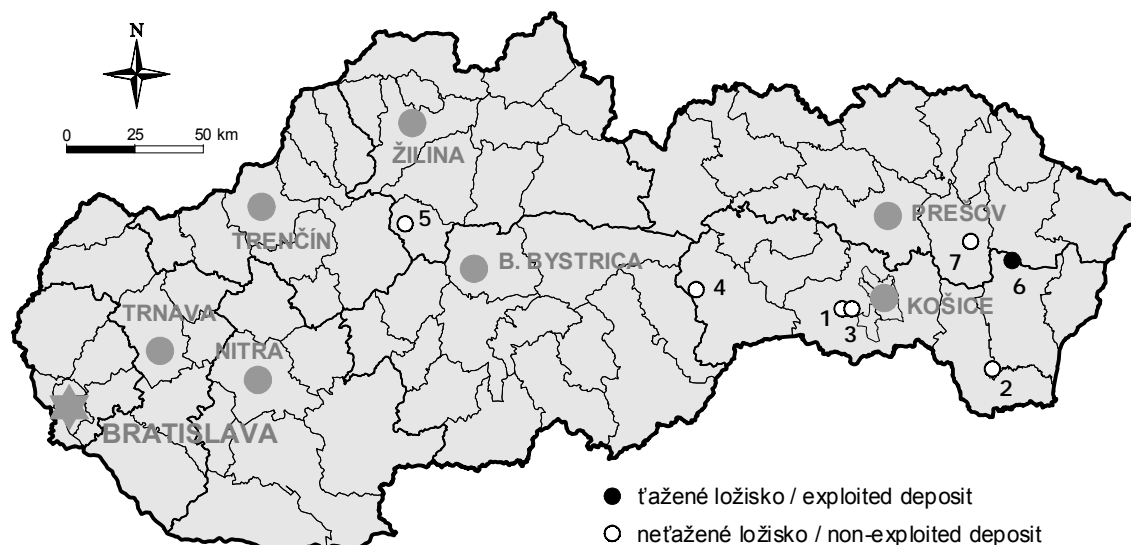 N
0 25 50 km
ŽILINA
5
TRENČÍN
PREŠOV
B. BYSTRICA
7
4
6
TRNAVA
1
3
KOŠICE
NITRA
2
BRATISLAVA
ťažené ložisko / exploited deposit
neťažené ložisko / non-exploited deposit